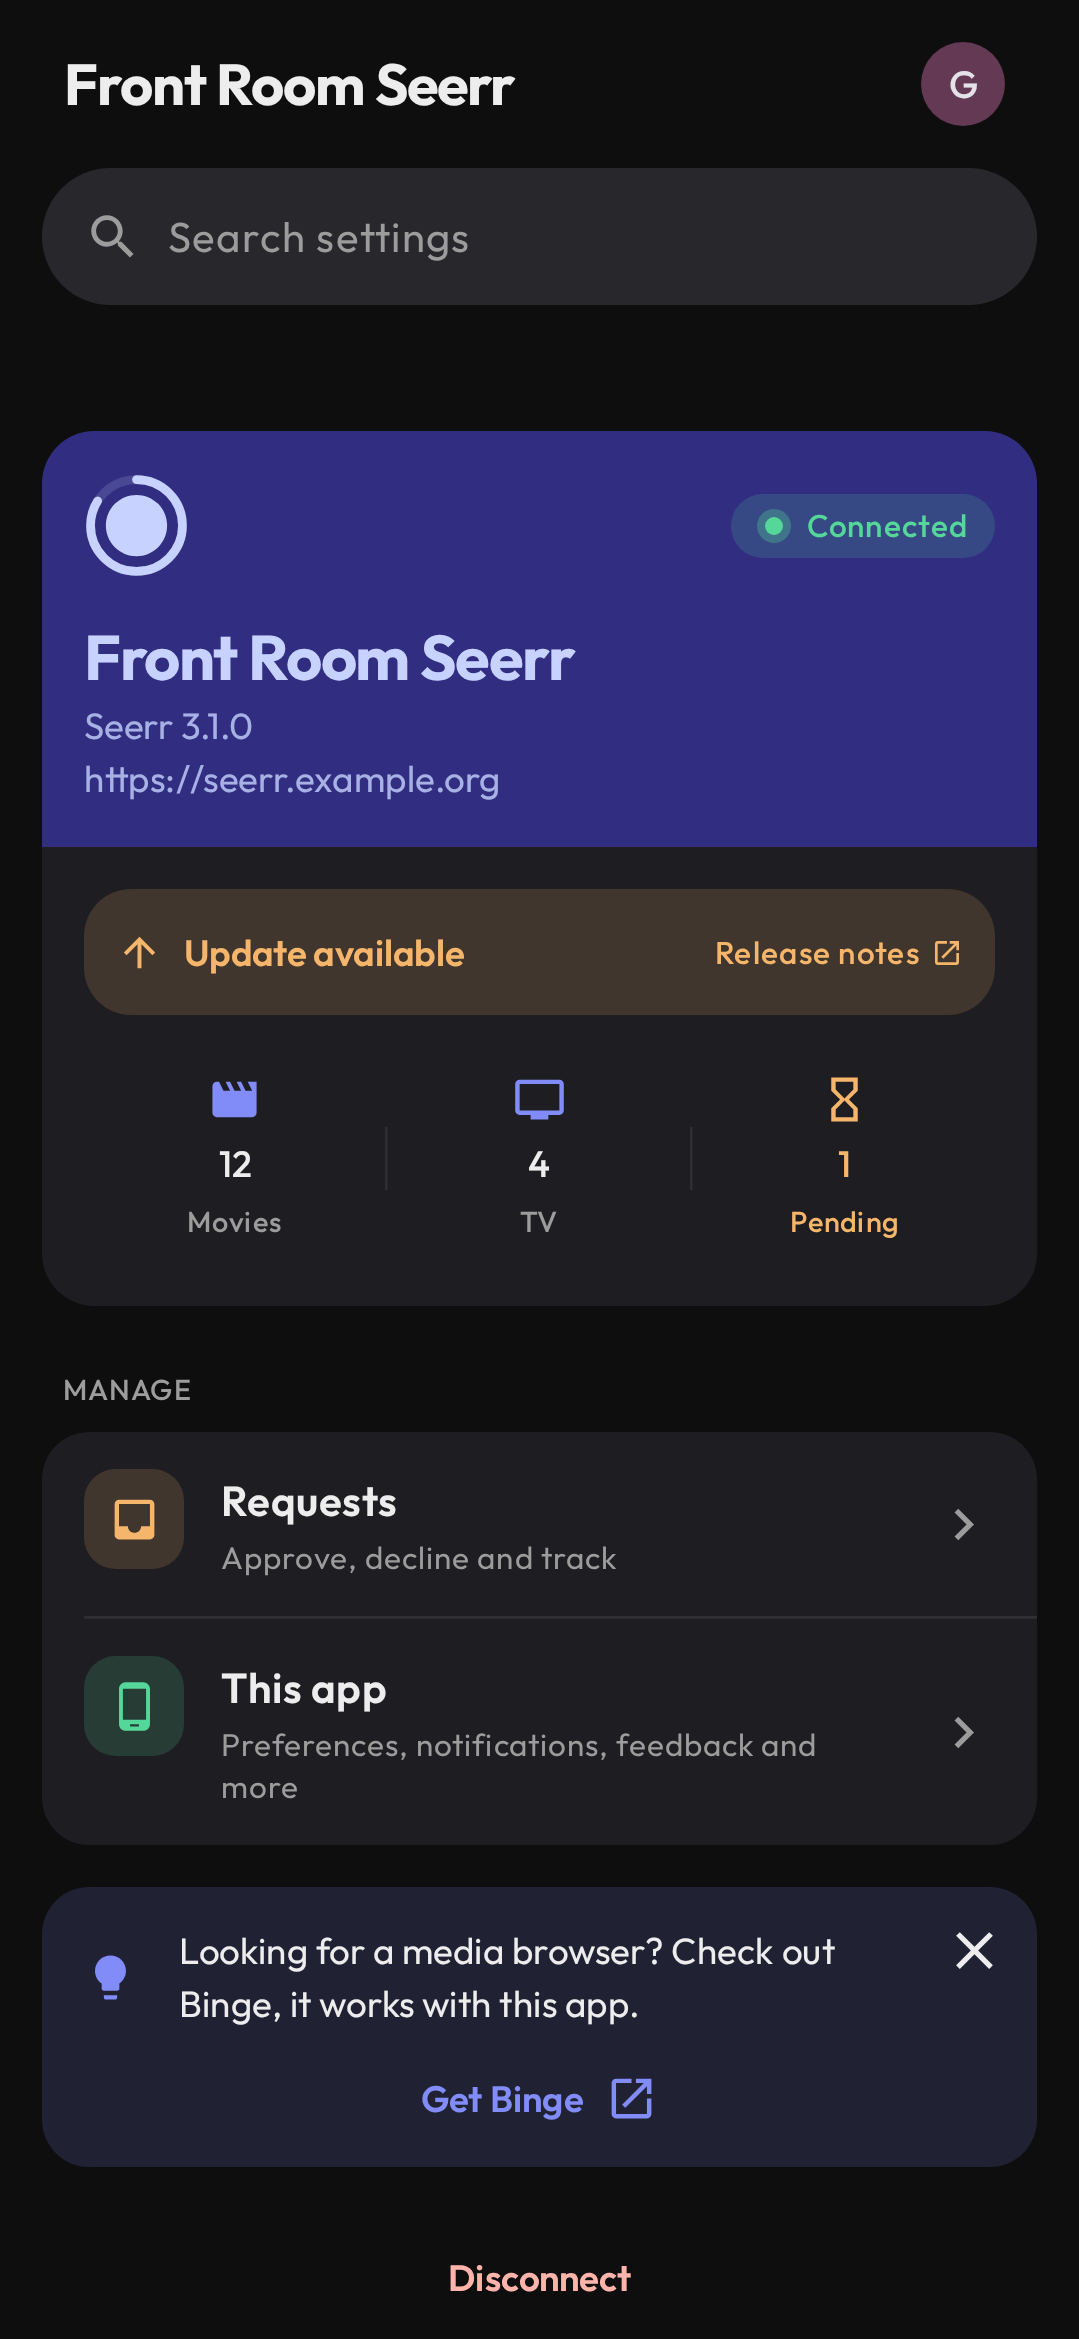 Front Room Seerr
G
Search settings
Connected
Front Room Seerr
Seerr 3.1.0
https://seerr.example.org
Update available
Release notes
12
4
1
Movies
TV
Pending
MANAGE
Requests
Approve, decline and track
This app
Preferences, notifications, feedback and
more
Looking for a media browser? Check out
Binge, it works with this app.
Get Binge
Disconnect